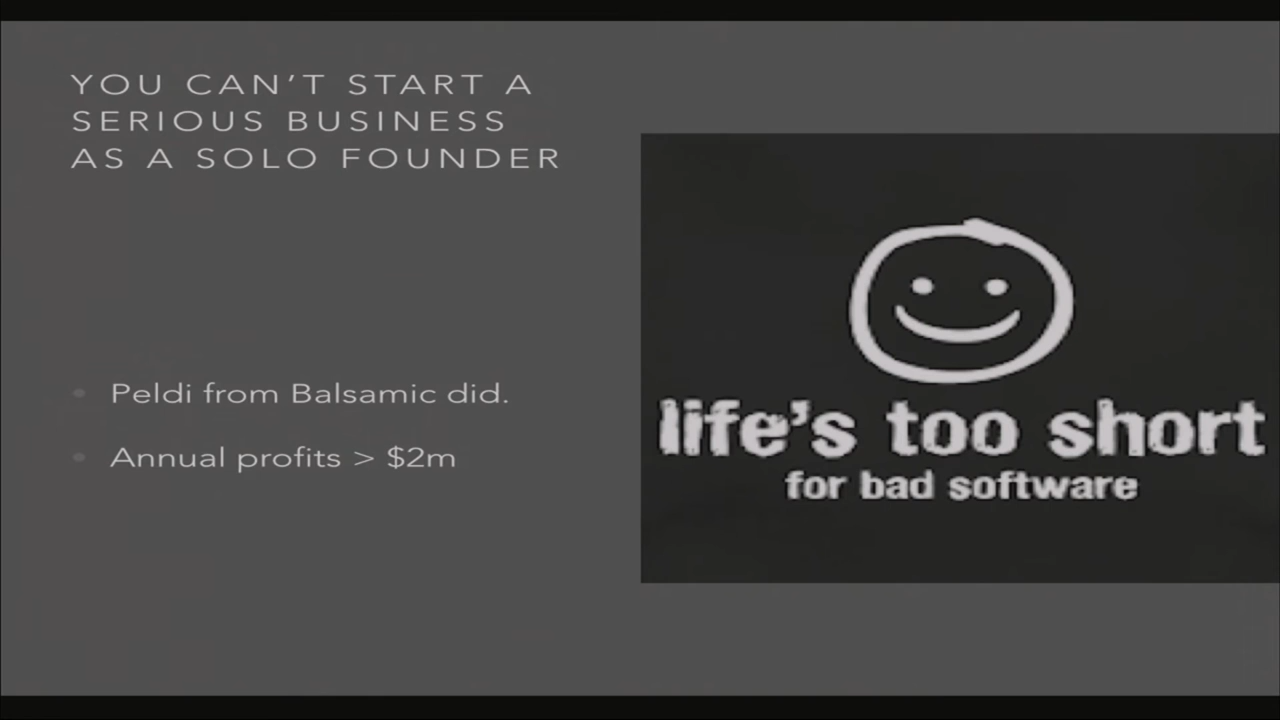 YOU CAN'T START A
SERIOUS BUSINESS
AS A SOLO FOUNDER
• Peldi from Balsamic did.
• Annual profits > $2m
life's too short
for bad software